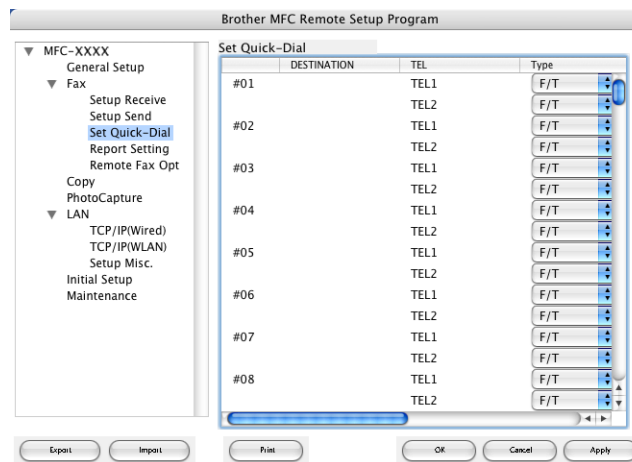 Brother MFC Remote Setup Program
MFC-XXXX
General Setup
Fax
Setup Receive
Setup Send
Set Quick-Dial
Report Setting
Remote Fax Opt
Copy
PhotoCapture
LAN
TCP/IP(Wired)
TCP/IP(WLAN)
Setup Misc.
Initial Setup
Maintenance
Set Quick-Dial
DESTINATION TEL Type
#01 TEL1 F/T
TEL2 F/T
#02 TEL1 F/T
TEL2 F/T
#03 TEL1 F/T
TEL2 F/T
#04 TEL1 F/T
TEL2 F/T
#05 TEL1 F/T
TEL2 F/T
#06 TEL1 F/T
TEL2 F/T
#07 TEL1 F/T
TEL2 F/T
#08 TEL1 F/T
TEL2 F/T
Export Import Print OK Cancel Apply